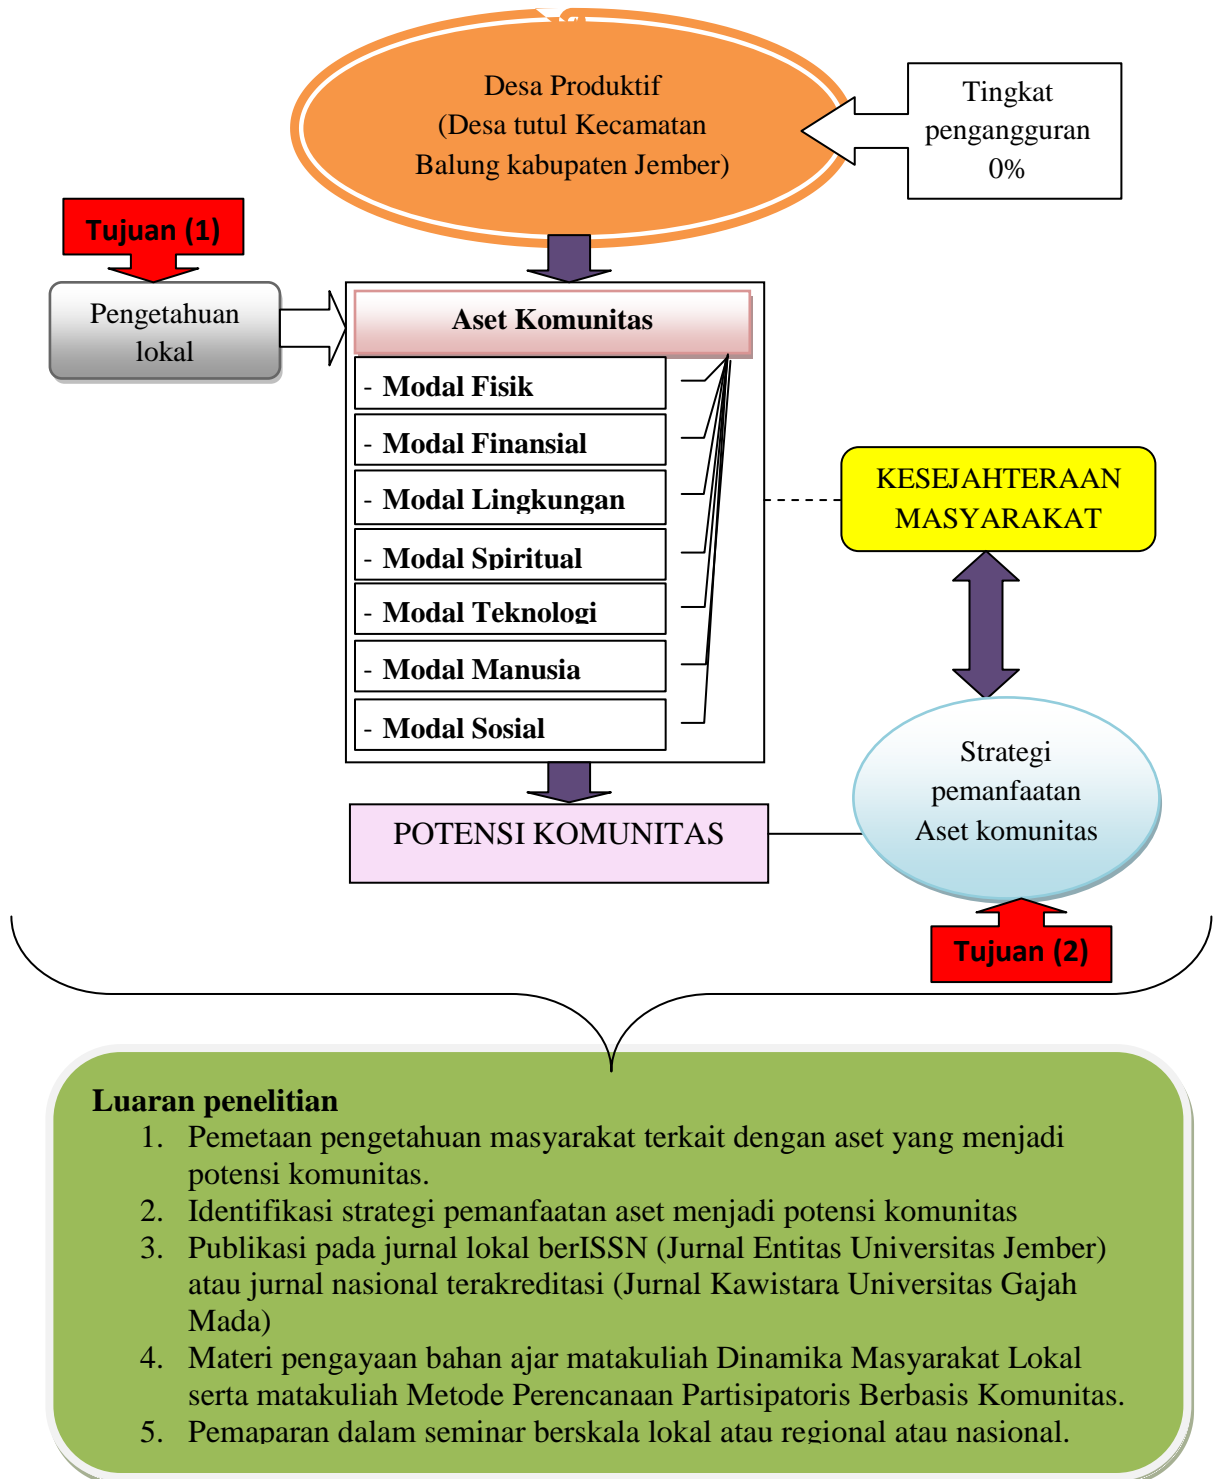 Desa Produktif
(Desa tutul Kecamatan
Balung kabupaten Jember)
Tingkat
pengangguran
0%
Tujuan (1)
Pengetahuan
lokal
Aset Komunitas
- Modal Fisik
- Modal Finansial
- Modal Lingkungan
- Modal Spiritual
- Modal Teknologi
- Modal Manusia
- Modal Sosial
KESEJAHTERAAN
MASYARAKAT
Strategi
pemanfaatan
Aset komunitas
POTENSI KOMUNITAS
Tujuan (2)
Luaran penelitian
1. Pemetaan pengetahuan masyarakat terkait dengan aset yang menjadi
potensi komunitas.
2. Identifikasi strategi pemanfaatan aset menjadi potensi komunitas
3. Publikasi pada jurnal lokal berISSN (Jurnal Entitas Universitas Jember)
atau jurnal nasional terakreditasi (Jurnal Kawistara Universitas Gajah
Mada)
4. Materi pengayaan bahan ajar matakuliah Dinamika Masyarakat Lokal
serta matakuliah Metode Perencanaan Partisipatoris Berbasis Komunitas.
5. Pemaparan dalam seminar berskala lokal atau regional atau nasional.